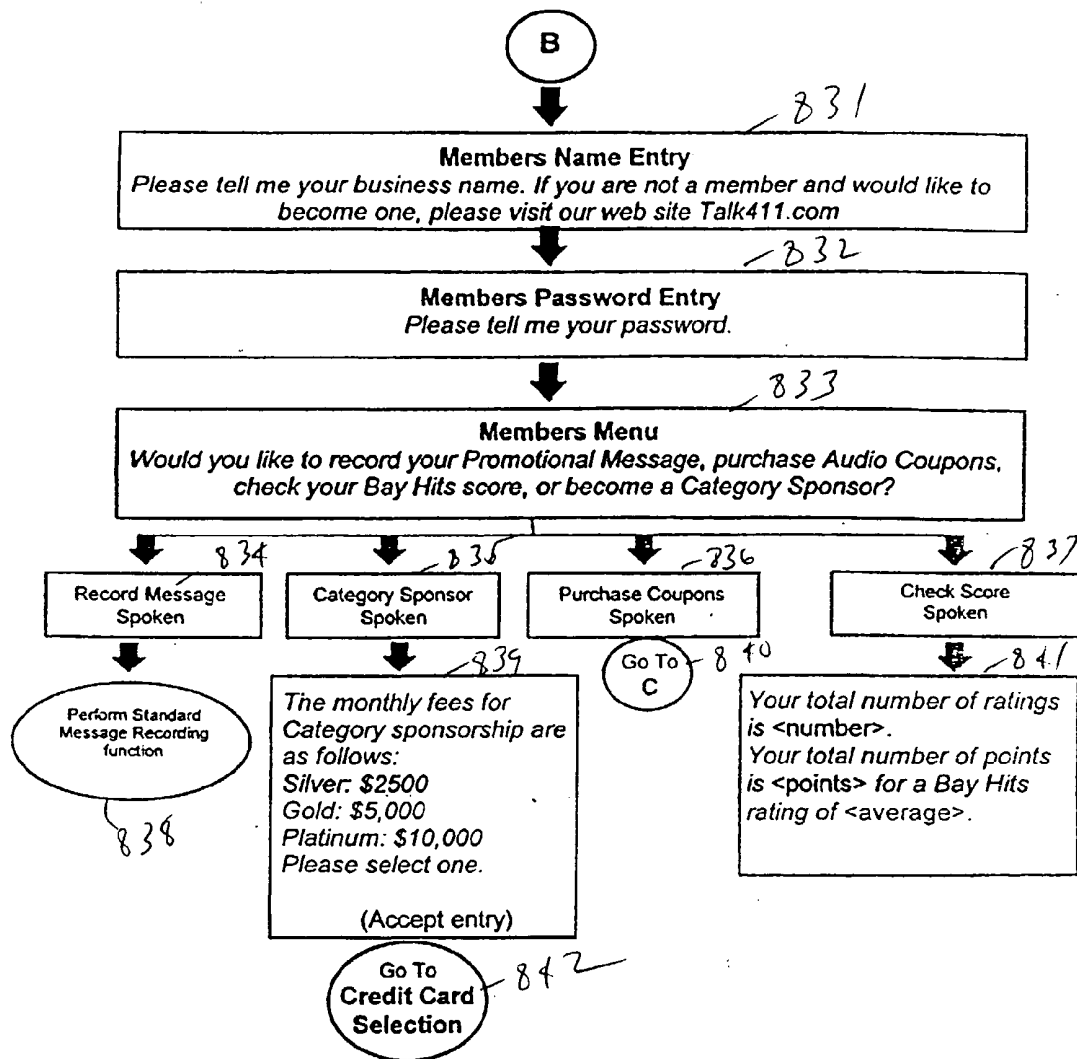 B
831
Members Name Entry
Please tell me your business name. If you are not a member and would like to
become one, please visit our web site Talk411.com
832
Members Password Entry
Please tell me your password.
833
Members Menu
Would you like to record your Promotional Message, purchase Audio Coupons,
check your Bay Hits score, or become a Category Sponsor?
834
835
836
837
Record Message
Spoken
Category Sponsor
Spoken
Purchase Coupons
Spoken
Check Score
Spoken
838
Perform Standard
Message Recording
function
839
The monthly fees for
Category sponsorship are
as follows:
Silver: $2500
Gold: $5,000
Platinum: $10,000
Please select one.
(Accept entry)
Go To
C
840
841
Your total number of ratings
is <number>.
Your total number of points
is <points> for a Bay Hits
rating of <average>.
Go To
Credit Card
Selection
842